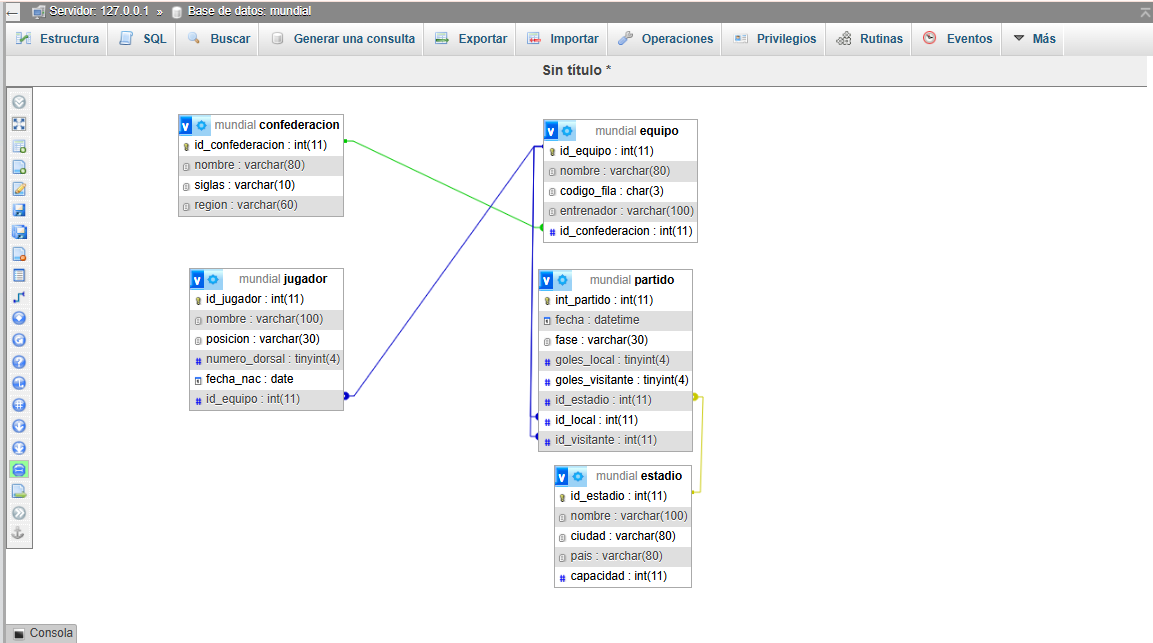 Servidor: 127.0.0.1 » Base de datos: mundial
Estructura SQL Buscar Generar una consulta Exportar Importar Operaciones Privilegios Rutinas Eventos Más
Sin título *
mundial confederacion
id_confederacion : int(11)
nombre : varchar(80)
siglas : varchar(10)
region : varchar(60)
mundial equipo
id_equipo : int(11)
nombre : varchar(80)
codigo_fila : char(3)
entrenador : varchar(100)
id_confederacion : int(11)
mundial jugador
id_jugador : int(11)
nombre : varchar(100)
posicion : varchar(30)
numero_dorsal : tinyint(4)
fecha_nac : date
id_equipo : int(11)
mundial partido
int_partido : int(11)
fecha : datetime
fase : varchar(30)
goles_local : tinyint(4)
goles_visitante : tinyint(4)
id_estadio : int(11)
id_local : int(11)
id_visitante : int(11)
mundial estadio
id_estadio : int(11)
nombre : varchar(100)
ciudad : varchar(80)
pais : varchar(80)
capacidad : int(11)
Consola